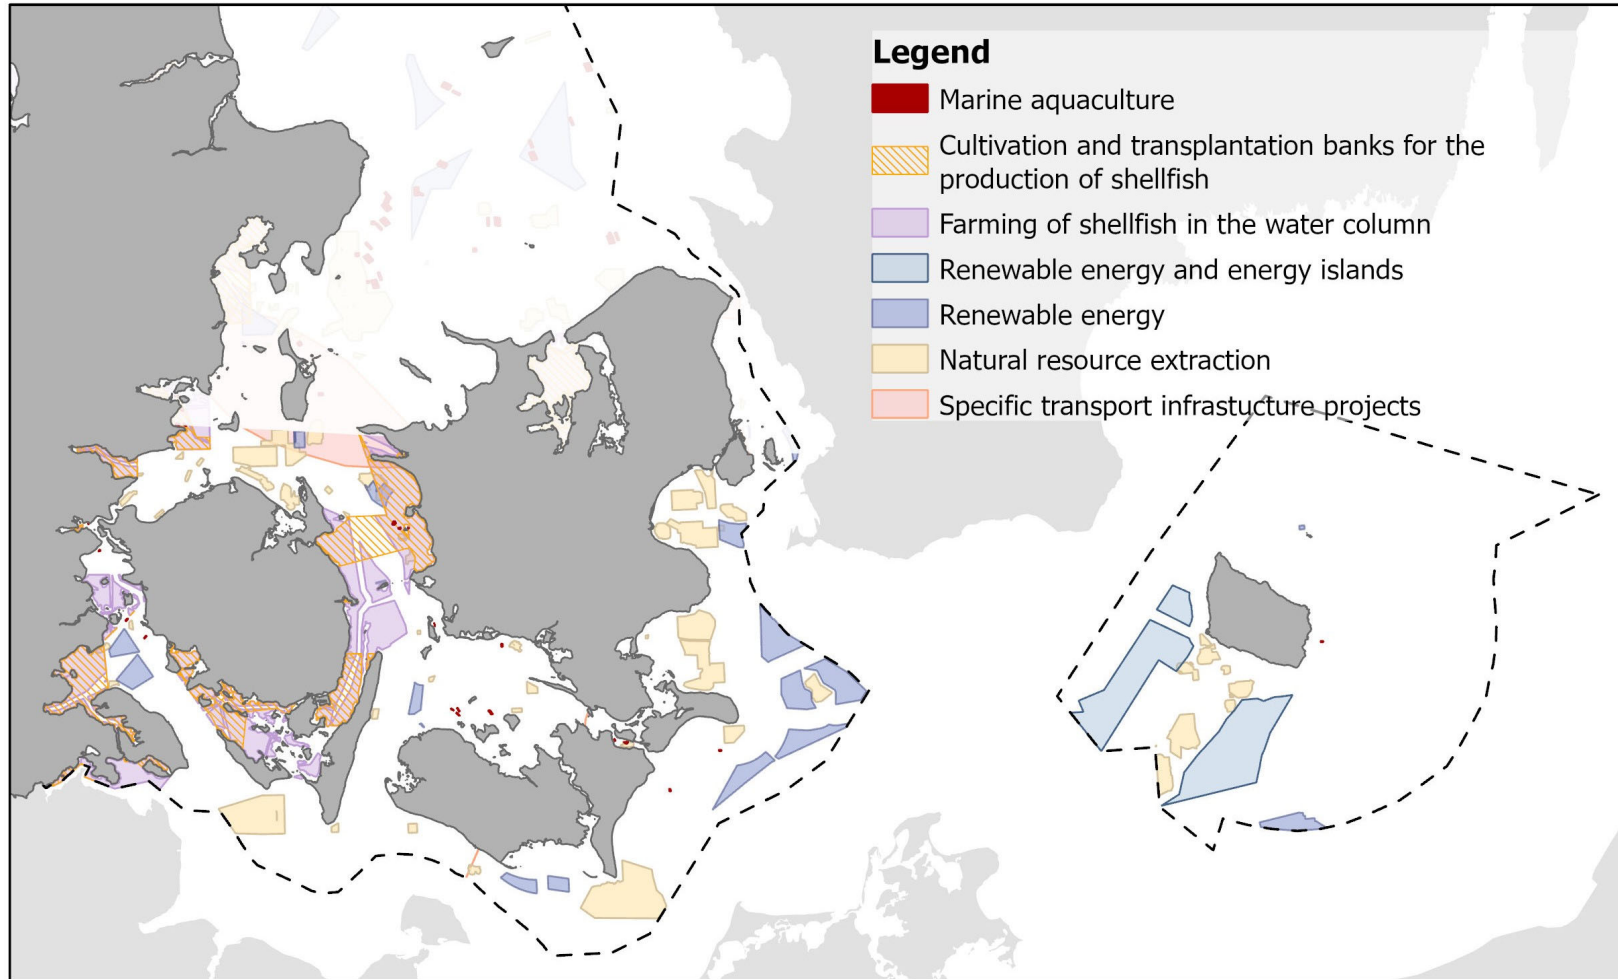 Legend
Marine aquaculture
Cultivation and transplantation banks for the
production of shellfish
Farming of shellfish in the water column
Renewable energy and energy islands
Renewable energy
Natural resource extraction
Specific transport infrastucture projects